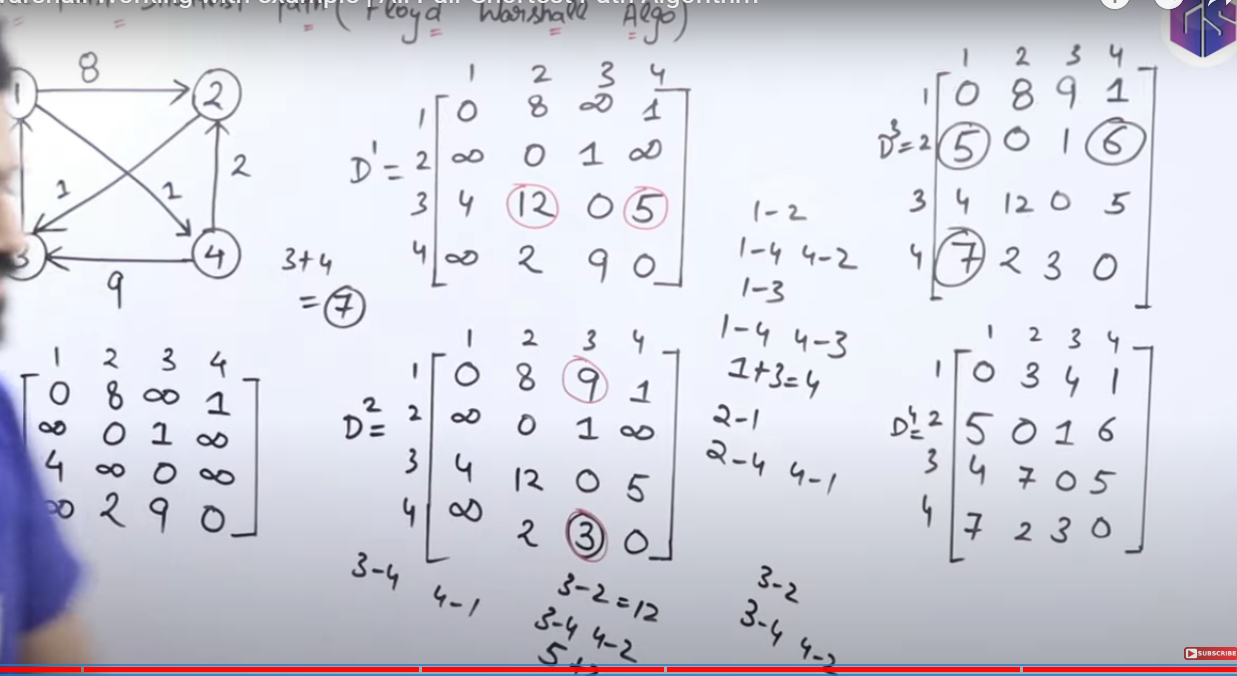 Floyd Warshall Algo)
8
1
2
1
1
2
3
4
9
3+4
= 7
1 2 3 4
0 8 ∞ 1
∞ 0 1 ∞
4 ∞ 0 ∞
∞ 2 9 0
1 2 3 4
1 0 8 ∞ 1
D¹ = 2 ∞ 0 1 ∞
3 4 12 0 5
4 ∞ 2 9 0
1 2 3 4
1 0 8 9 1
D² = 2 ∞ 0 1 ∞
3 4 12 0 5
4 ∞ 2 3 0
3-4 4-1
3-2=12
3-4 4-2
1-2
1-4 4-2
1-3
1-4 4-3
1+3=4
2-1
2-4 4-1
3-2
3-4 4-2
1 2 3 4
1 0 8 9 1
D³= 2 5 0 1 6
3 4 12 0 5
4 7 2 3 0
1 2 3 4
1 0 3 4 1
D⁴= 2 5 0 1 6
3 4 7 0 5
4 7 2 3 0
SUBSCRIBE